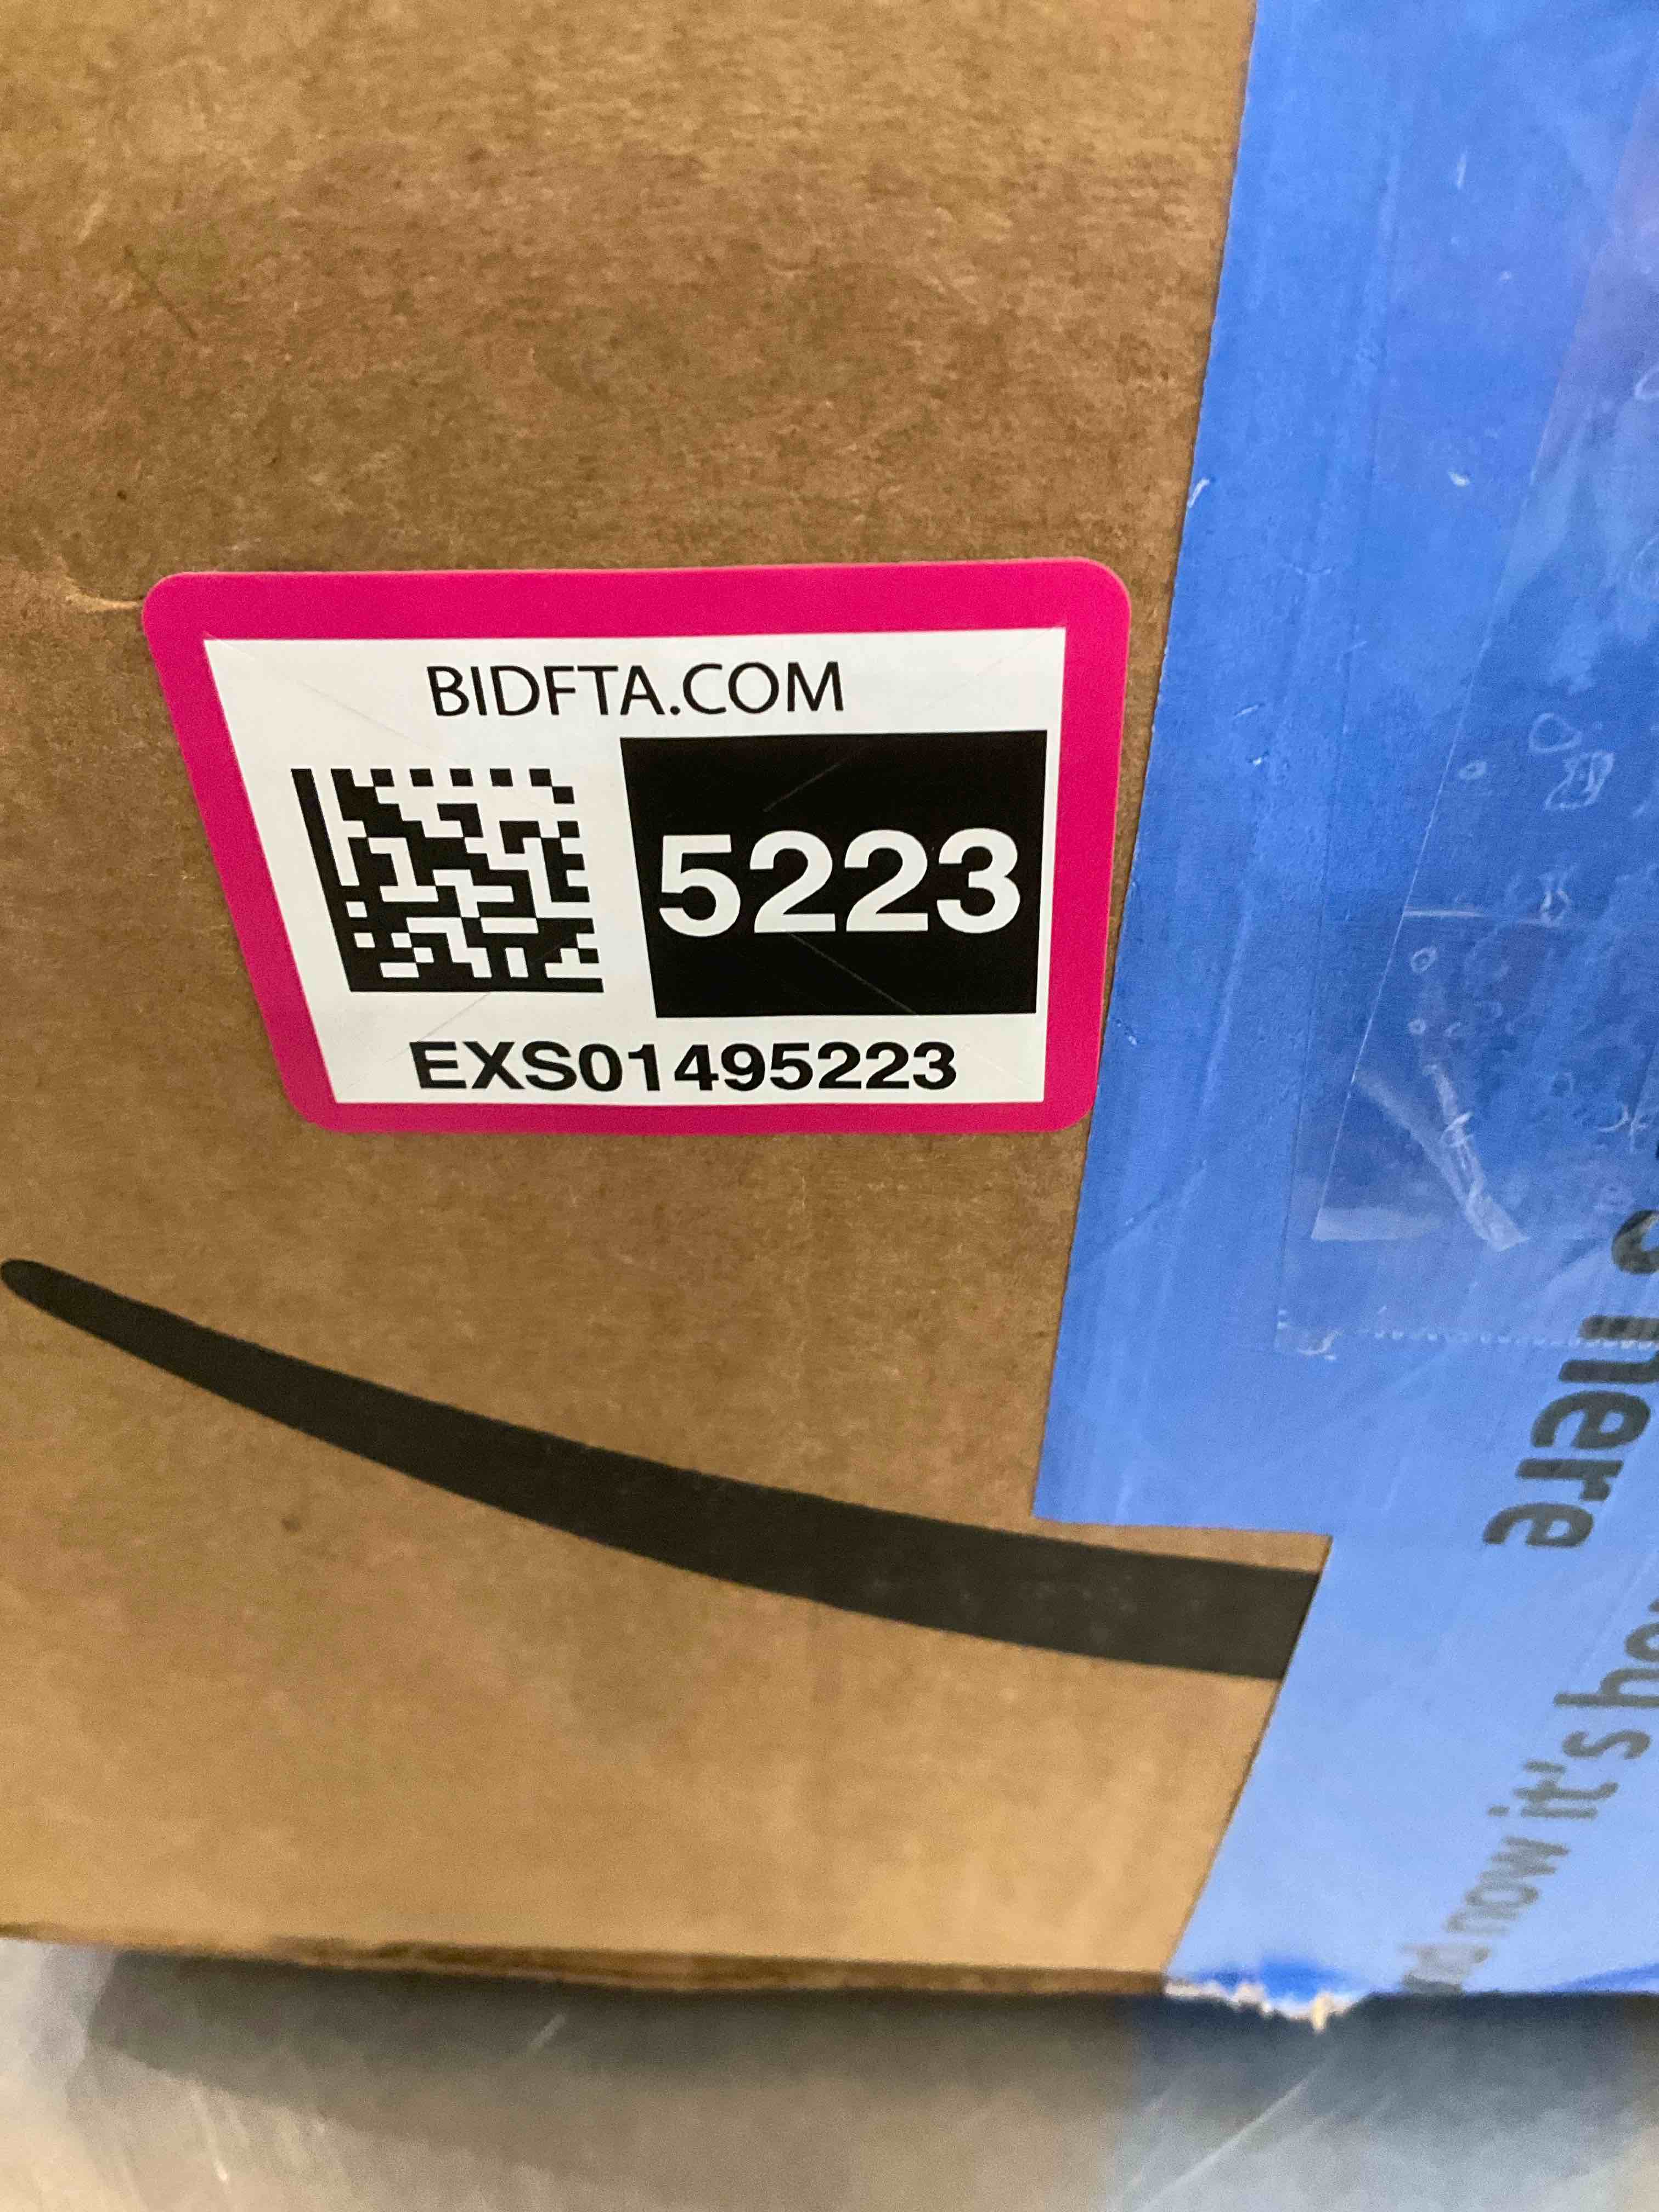 BIDFTA.COM
5223
EXS01495223
here
it's
now